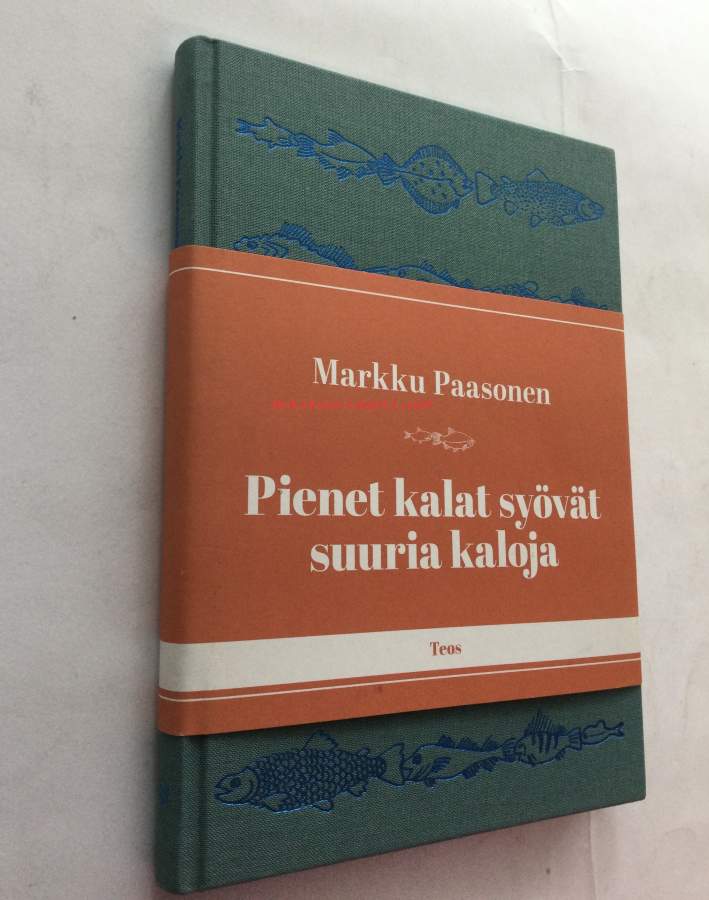 Markku Paasonen
Pienet kalat syövät
suuria kaloja
Teos